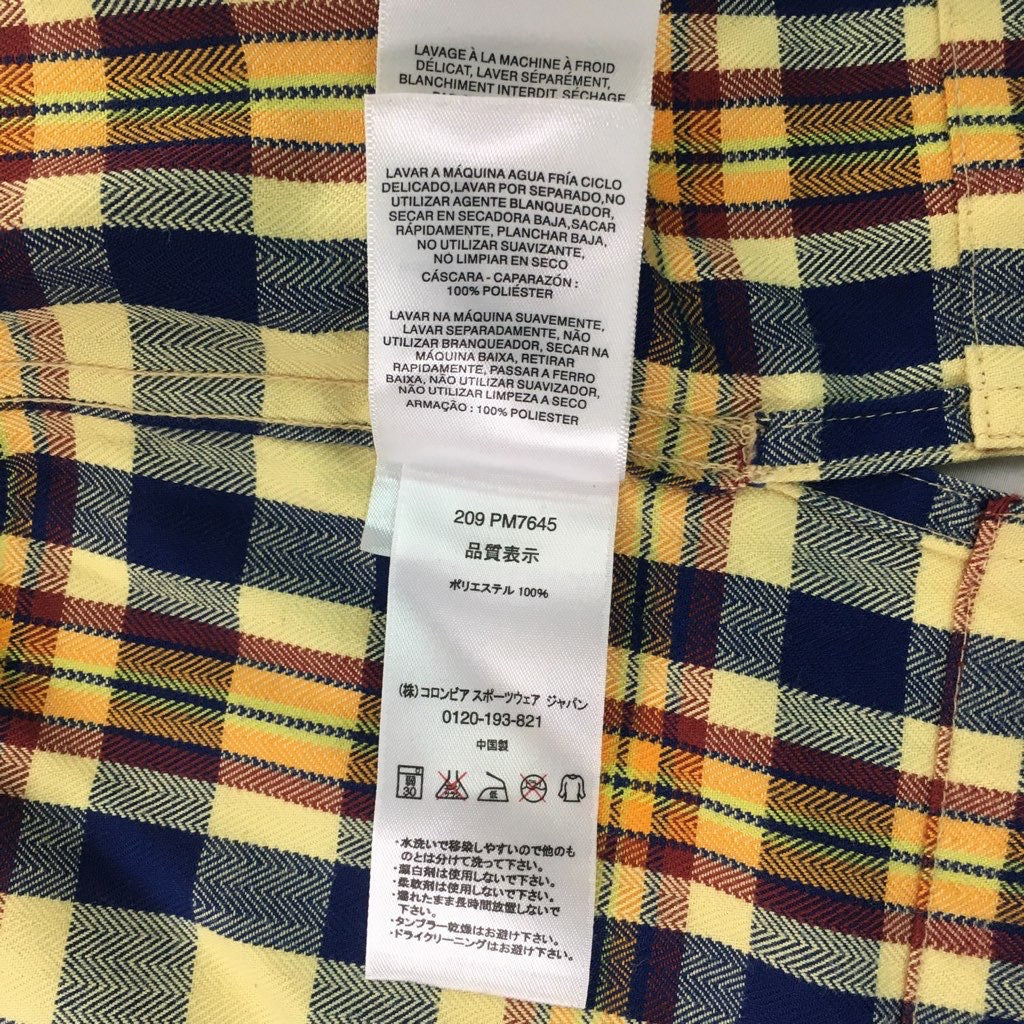 LAVAGE À LA MACHINE À FROID
DÉLICAT, LAVER SÉPARÉMENT,
BLANCHIMENT INTERDIT, SÉCHAGE
LAVAR A MÁQUINA AGUA FRÍA CICLO
DELICADO,LAVAR POR SEPARADO,NO
UTILIZAR AGENTE BLANQUEADOR,
SECAR EN SECADORA BAJA,SACAR
RÁPIDAMENTE, PLANCHAR BAJA,
NO UTILIZAR SUAVIZANTE,
NO LIMPIAR EN SECO
CÁSCARA - CAPARAZÓN :
100% POLIÉSTER
LAVAR NA MÁQUINA SUAVEMENTE,
LAVAR SEPARADAMENTE, NÃO
UTILIZAR BRANQUEADOR, SECAR NA
MÁQUINA BAIXA, RETIRAR
RAPIDAMENTE, PASSAR A FERRO
BAIXA, NÃO UTILIZAR SUAVIZADOR,
NÃO UTILIZAR LIMPEZA A SECO
ARMAÇÃO : 100% POLIESTER
209 PM7645
品質表示
ポリエステル 100%
(株)コロンビア スポーツウェア ジャパン
0120-193-821
中国製
弱
30
低
・水洗いで移染しやすいので他のも
のとは分けて洗って下さい。
・漂白剤は使用しないで下さい。
・柔軟剤は使用しないで下さい。
・濡れたまま長時間放置しないで
下さい。
・タンブラー乾燥はお避け下さい。
・ドライクリーニングはお避け下さい。